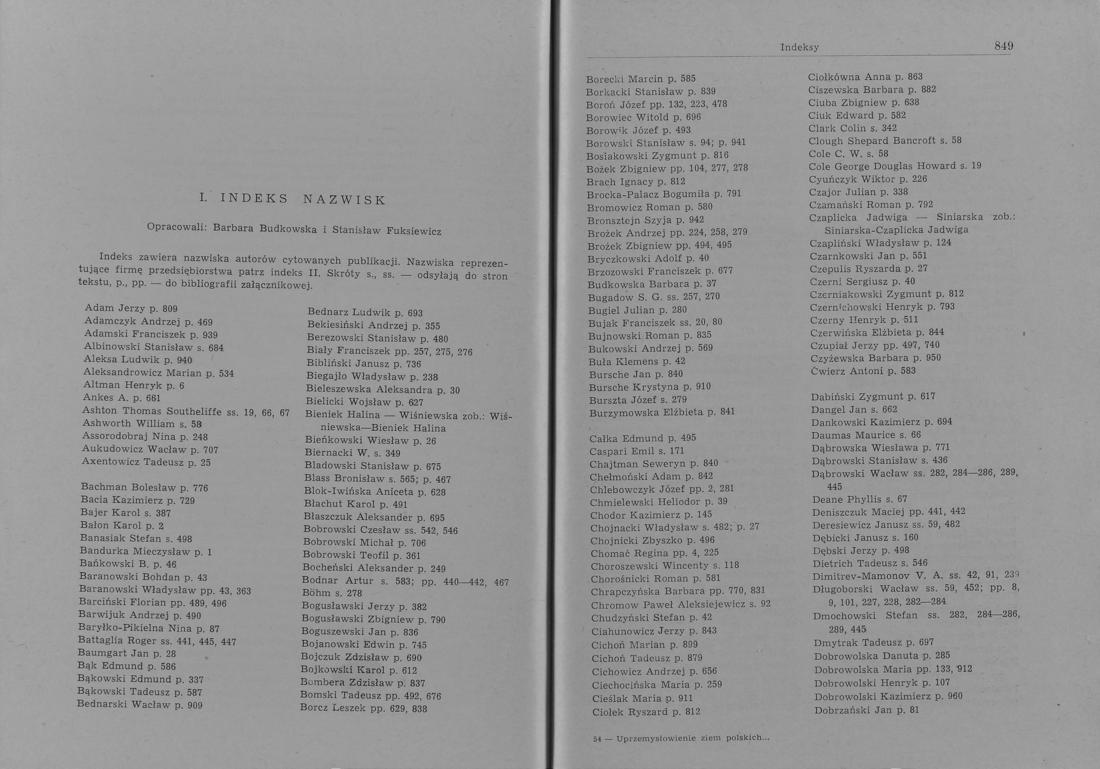 I. INDEKS NAZWISK
Opracowali: Barbara Budkowska i Stanisław Fuksiewicz
Indeks zawiera nazwiska autorów cytowanych publikacji. Nazwiska reprezen-
tujące firmę przedsiębiorstwa patrz indeks II. Skróty s., ss. — odsyłają do stron
tekstu, p., pp. — do bibliografii załącznikowej.
Adam Jerzy p. 809
Adamczyk Andrzej p. 469
Adamski Franciszek p. 939
Albinowski Stanisław s. 684
Aleksa Ludwik p. 940
Aleksandrowicz Marian p. 534
Altman Henryk p. 6
Ankes A. p. 661
Ashton Thomas Southeliffe ss. 19, 66, 67
Ashworth William s. 58
Assorodobraj Nina p. 248
Aukudowicz Wacław p. 707
Axentowicz Tadeusz p. 25
Bachman Bolesław p. 776
Bacia Kazimierz p. 729
Bajer Karol s. 387
Bałon Karol p. 2
Banasiak Stefan s. 498
Bandurka Mieczysław p. 1
Bańkowski B. p. 46
Baranowski Bohdan p. 43
Baranowski Władysław pp. 43, 363
Barciński Florian pp. 489, 496
Barwijuk Andrzej p. 490
Baryłko-Pikielna Nina p. 87
Battaglia Roger ss. 441, 445, 447
Baumgart Jan p. 28
Bąk Edmund p. 586
Bąkowski Edmund p. 337
Bąkowski Tadeusz p. 587
Bednarski Wacław p. 909
Bednarz Ludwik p. 693
Bekiesiński Andrzej p. 355
Berezowski Stanisław p. 480
Biały Franciszek pp. 257, 275, 276
Bibliński Janusz p. 736
Biegajło Władysław p. 238
Bieleszewska Aleksandra p. 30
Bielicki Wojsław p. 627
Bieniek Halina — Wiśniewska zob.: Wiś-
niewska—Bieniek Halina
Bieńkowski Wiesław p. 26
Biernacki W. s. 349
Bladowski Stanisław p. 675
Blass Bronisław s. 565; p. 467
Blok-Iwińska Aniceta p. 628
Błachut Karol p. 491
Błaszczuk Aleksander p. 695
Bobrowski Czesław ss. 542, 546
Bobrowski Michał p. 706
Bobrowski Teofil p. 361
Bocheński Aleksander p. 249
Bodnar Artur s. 583; pp. 440—442, 467
Böhm s. 278
Bogusławski Jerzy p. 382
Bogusławski Zbigniew p. 790
Boguszewski Jan p. 836
Bojanowski Edwin p. 745
Bojczuk Zdzisław p. 690
Bojkowski Karol p. 612
Bombera Zdzisław p. 837
Bomski Tadeusz pp. 492, 676
Borcz Leszek pp. 629, 838
Indeksy 849
Borecki Marcin p. 585
Borkacki Stanisław p. 839
Boroń Józef pp. 132, 223, 478
Borowiec Witold p. 696
Borowik Józef p. 493
Borowski Stanisław s. 94; p. 941
Bosiakowski Zygmunt p. 816
Bożek Zbigniew pp. 104, 277, 278
Brach Ignacy p. 812
Brocka-Palacz Bogumiła p. 791
Bromowicz Roman p. 580
Bronsztejn Szyja p. 942
Brożek Andrzej pp. 224, 258, 279
Brożek Zbigniew pp. 494, 495
Bryczkowski Adolf p. 40
Brzozowski Franciszek p. 677
Budkowska Barbara p. 37
Bugadow S. G. ss. 257, 270
Bugiel Julian p. 280
Bujak Franciszek ss. 20, 80
Bujnowski Roman p. 835
Bukowski Andrzej p. 569
Buła Klemens p. 42
Bursche Jan p. 840
Bursche Krystyna p. 910
Burszta Józef s. 279
Burzymowska Elżbieta p. 841
Całka Edmund p. 495
Caspari Emil s. 171
Chajtman Seweryn p. 840
Chełmoński Adam p. 842
Chlebowczyk Józef pp. 2, 281
Chmielewski Heliodor p. 39
Chodor Kazimierz p. 145
Chojnacki Władysław s. 482; p. 27
Chojnicki Zbyszko p. 496
Chomać Regina pp. 4, 225
Choroszewski Wincenty s. 118
Chorośnicki Roman p. 581
Chrapczyńska Barbara pp. 770, 831
Chromow Paweł Aleksiejewicz s. 92
Chudzyński Stefan p. 42
Ciahunowicz Jerzy p. 843
Cichoń Marian p. 899
Cichoń Tadeusz p. 879
Cichowicz Andrzej p. 656
Ciechocińska Maria p. 259
Cieślak Maria p. 911
Ciołek Ryszard p. 812
54 — Uprzemysłowienie ziem polskich...
Ciołkówna Anna p. 863
Ciszewska Barbara p. 882
Ciuba Zbigniew p. 638
Ciuk Edward p. 582
Clark Colin s. 342
Clough Shepard Bancroft s. 58
Cole C. W. s. 58
Cole George Douglas Howard s. 19
Cyuńczyk Wiktor p. 226
Czajor Julian p. 338
Czamański Roman p. 792
Czaplicka Jadwiga — Siniarska zob.:
Siniarska-Czaplicka Jadwiga
Czapliński Władysław p. 124
Czarnkowski Jan p. 551
Czepulis Ryszarda p. 27
Czerni Sergiusz p. 40
Czerniakowski Zygmunt p. 812
Czernichowski Henryk p. 793
Czerny Henryk p. 511
Czerwińska Elżbieta p. 844
Czupiał Jerzy pp. 497, 740
Czyżewska Barbara p. 950
Ćwierz Antoni p. 583
Dabiński Zygmunt p. 617
Dangel Jan s. 662
Dankowski Kazimierz p. 694
Daumas Maurice s. 66
Dąbrowska Wiesława p. 771
Dąbrowski Stanisław s. 436
Dąbrowski Wacław ss. 282, 284—286, 289,
445
Deane Phyllis s. 67
Deniszczuk Maciej pp. 441, 442
Deresiewicz Janusz ss. 59, 482
Dębicki Janusz s. 160
Dębski Jerzy p. 498
Dietrich Tadeusz s. 546
Dimitrev-Mamonov V. A. ss. 42, 91, 239
Długoborski Wacław ss. 59, 452; pp. 8,
9, 101, 227, 228, 282—284
Dmochowski Stefan ss. 282, 284—286,
289, 445
Dmytrak Tadeusz p. 697
Dobrowolska Danuta p. 285
Dobrowolska Maria pp. 133, 912
Dobrowolski Henryk p. 107
Dobrowolski Kazimierz p. 960
Dobrzański Jan p. 81